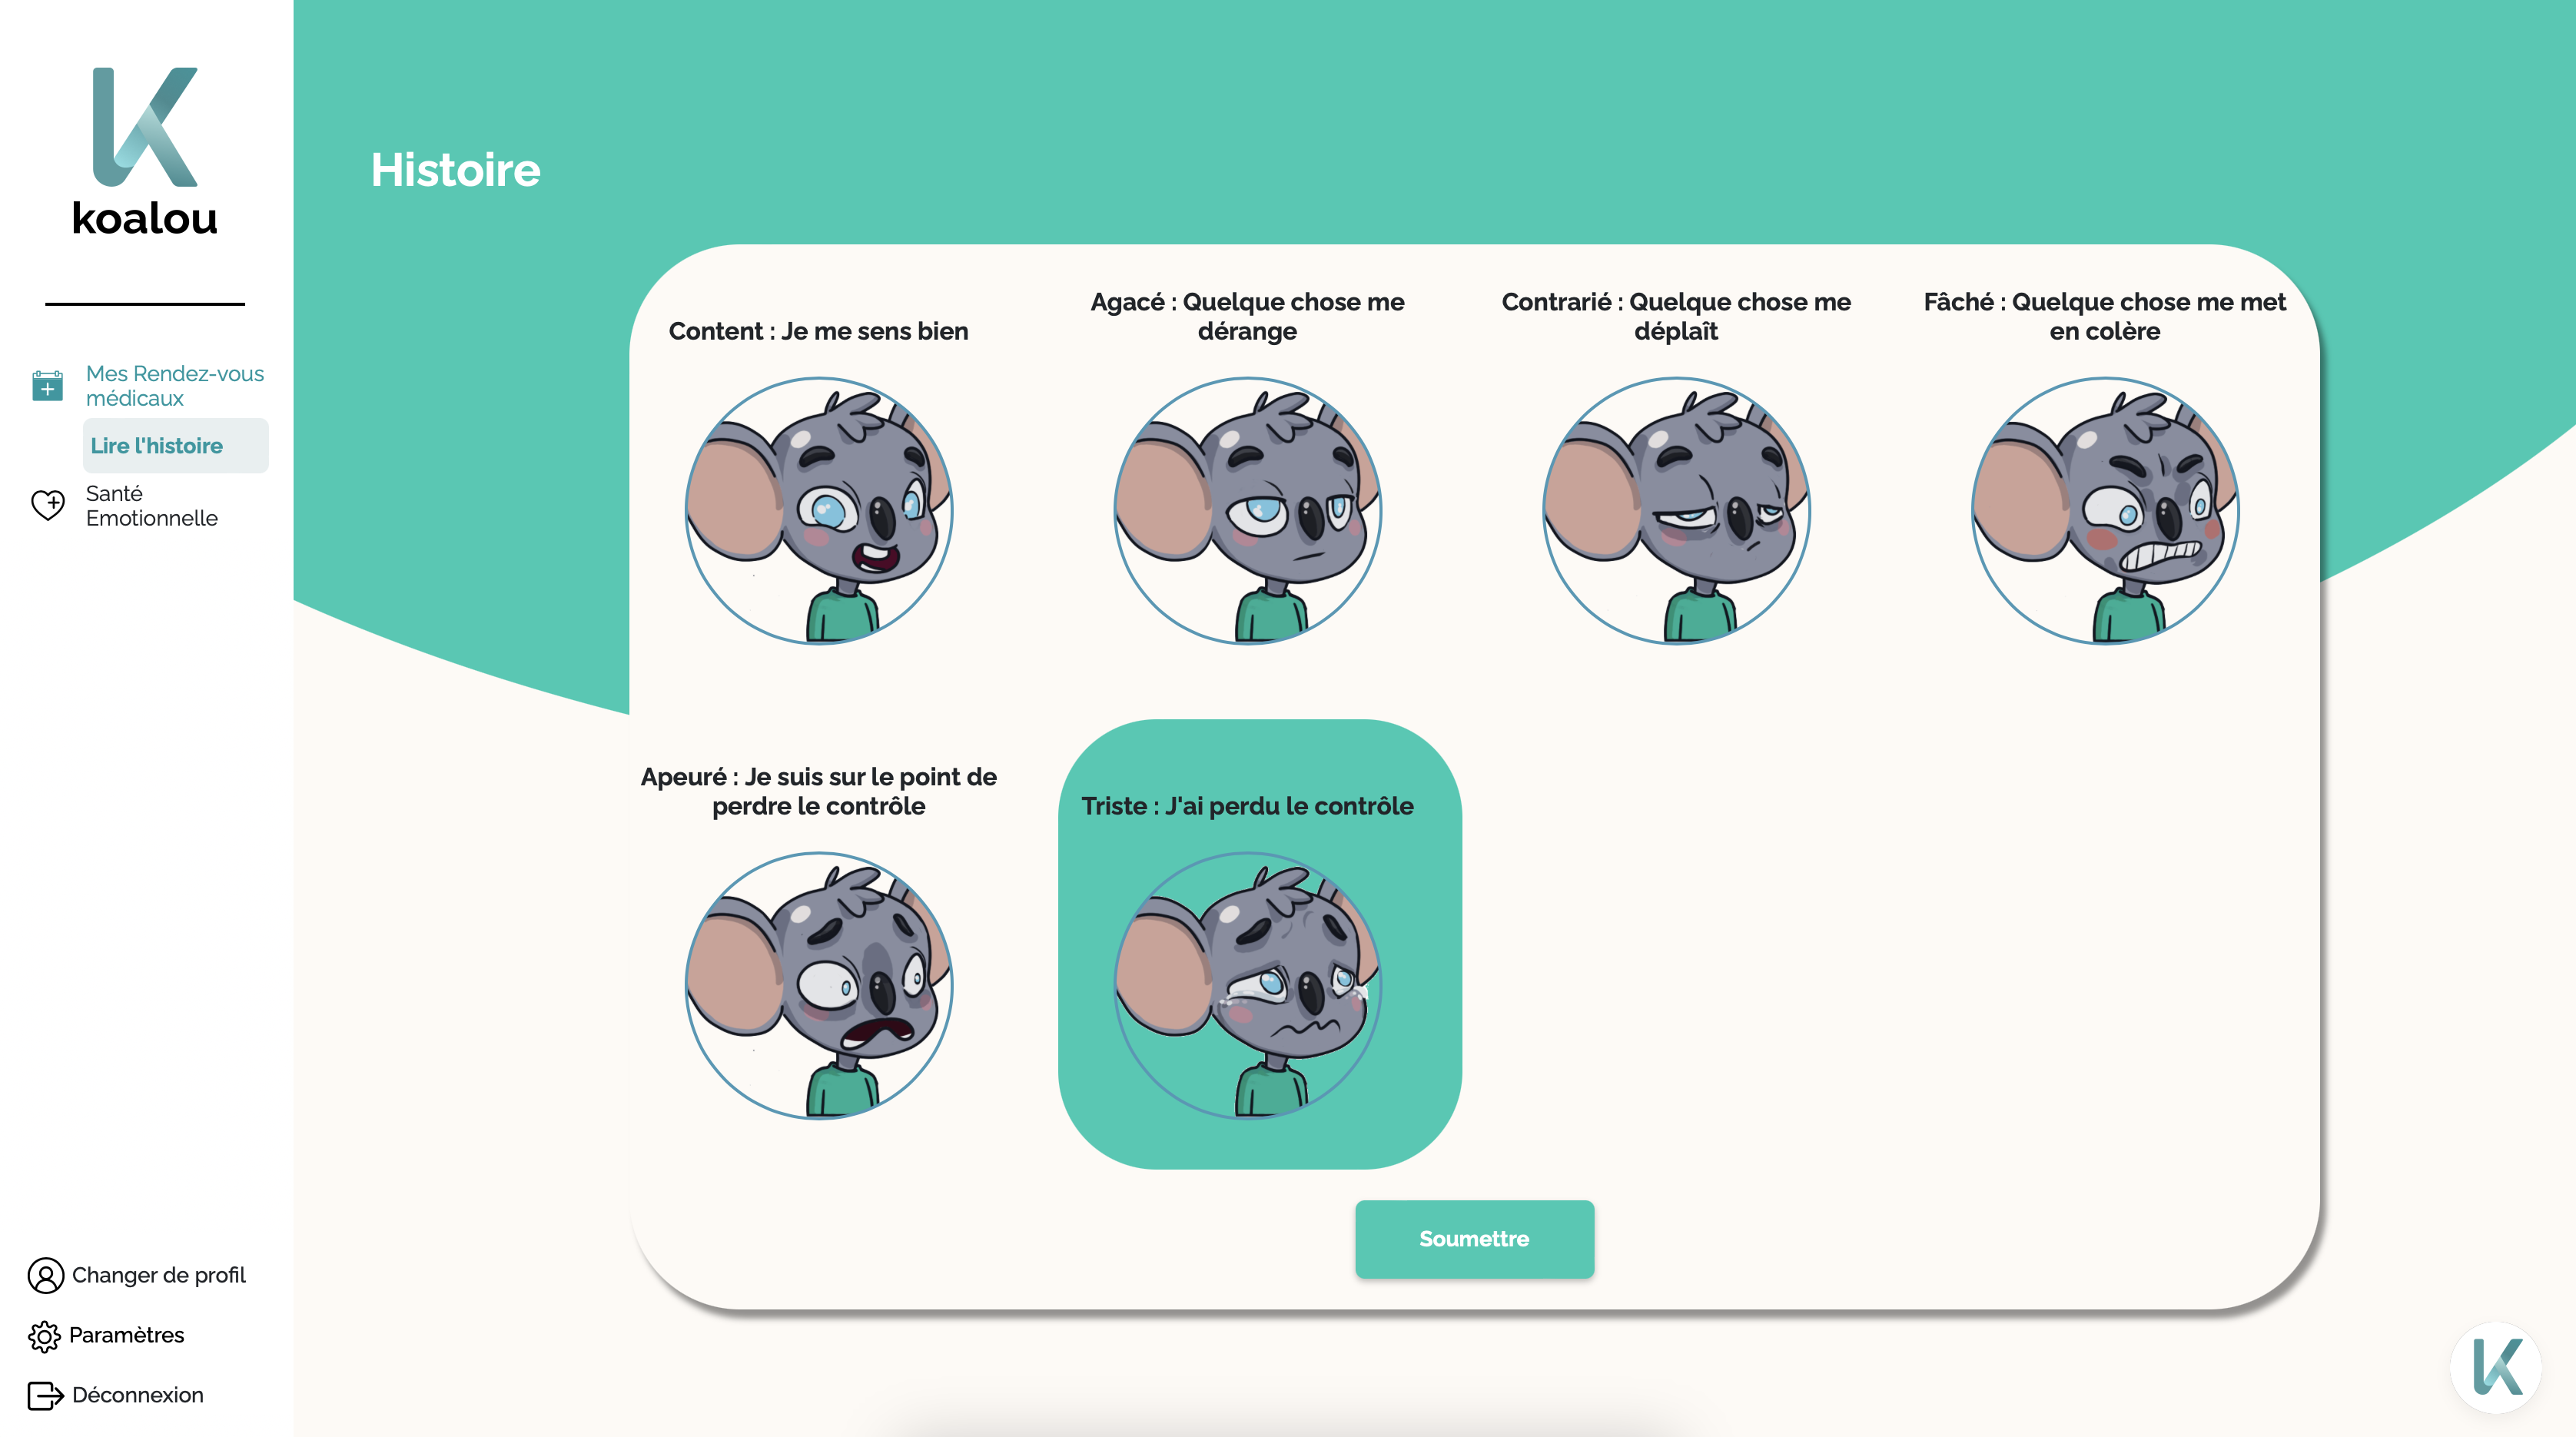 koalou
Mes Rendez-vous
médicaux
Lire l'histoire
Santé
Emotionnelle
Changer de profil
Paramètres
Déconnexion
Histoire
Content : Je me sens bien
Agacé : Quelque chose me
dérange
Contrarié : Quelque chose me
déplaît
Fâché : Quelque chose me met
en colère
Apeuré : Je suis sur le point de
perdre le contrôle
Triste : J'ai perdu le contrôle
Soumettre